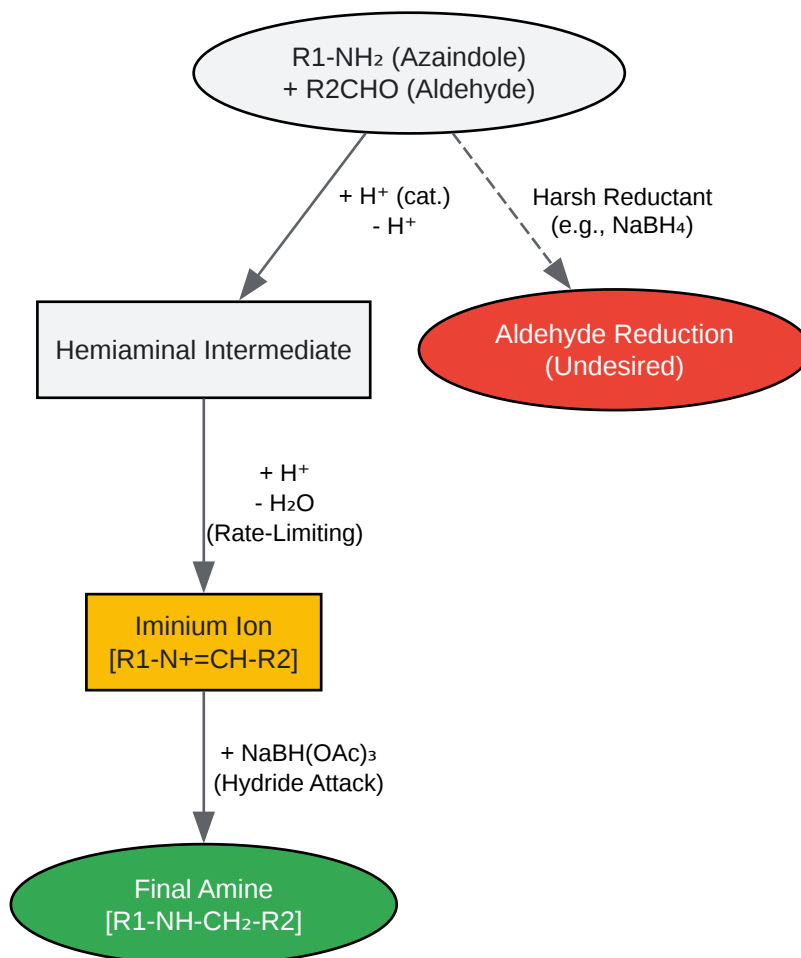 R1-NH₂ (Azaindole)
+ R2CHO (Aldehyde)
+ H⁺ (cat.)
- H⁺
Harsh Reductant
(e.g., NaBH₄)
Hemiaminal Intermediate
Aldehyde Reduction
(Undesired)
+ H⁺
- H₂O
(Rate-Limiting)
Iminium Ion
[R1-N+=CH-R2]
+ NaBH(OAc)₃
(Hydride Attack)
Final Amine
[R1-NH-CH₂-R2]